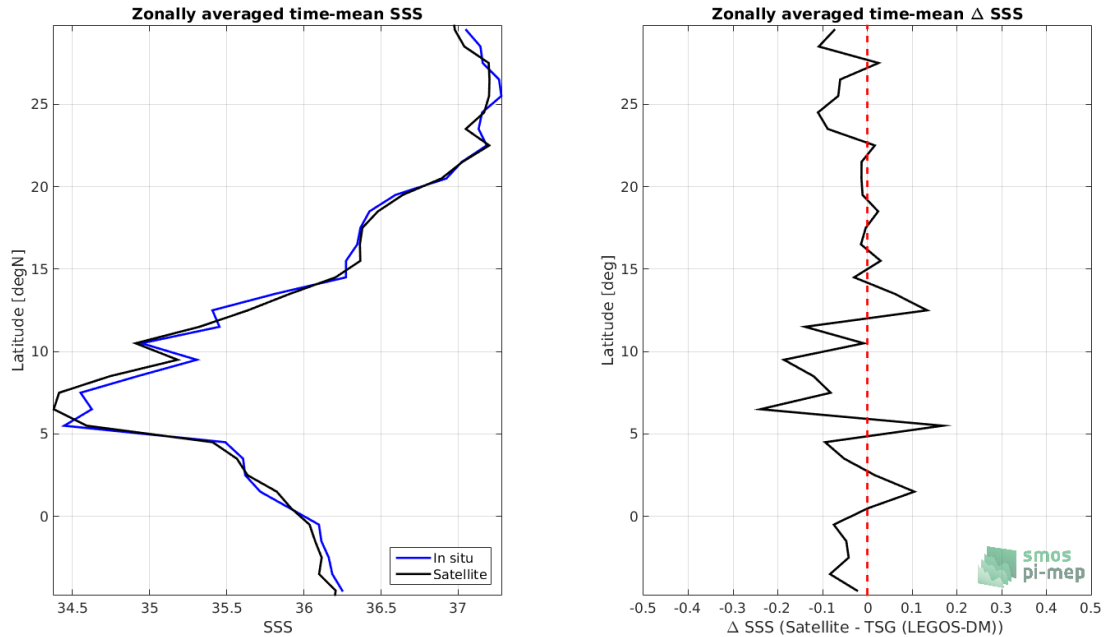 Zonally averaged time-mean SSS
Latitude [degN]
25
20
15
10
5
0
34.5 35 35.5 36 36.5 37
SSS
In situ
Satellite
Zonally averaged time-mean Δ SSS
Latitude [deg]
25
20
15
10
5
0
-0.5 -0.4 -0.3 -0.2 -0.1 0 0.1 0.2 0.3 0.4 0.5
Δ SSS (Satellite - TSG (LEGOS-DM))
smos
pi-mep